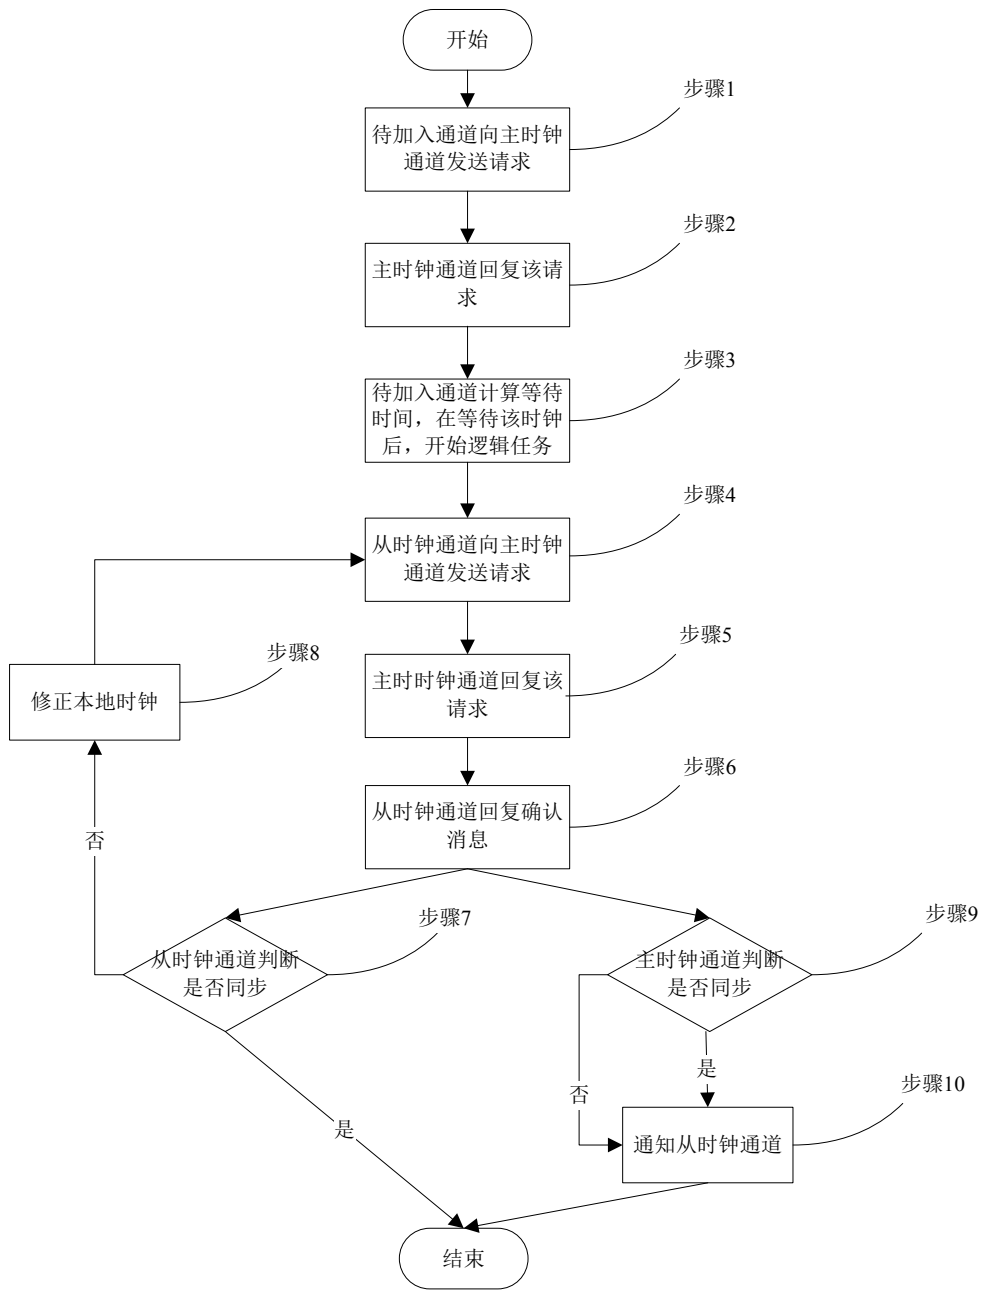 开始
步骤1
待加入通道向主时钟
通道发送请求
步骤2
主时钟通道回复该请
求
步骤3
待加入通道计算等待
时间，在等待该时钟
后，开始逻辑任务
步骤4
从时钟通道向主时钟
通道发送请求
步骤5
主时时钟通道回复该
请求
步骤8
修正本地时钟
步骤6
从时钟通道回复确认
消息
否
步骤7
从时钟通道判断
是否同步
步骤9
主时钟通道判断
是否同步
是
否
步骤10
通知从时钟通道
是
结束